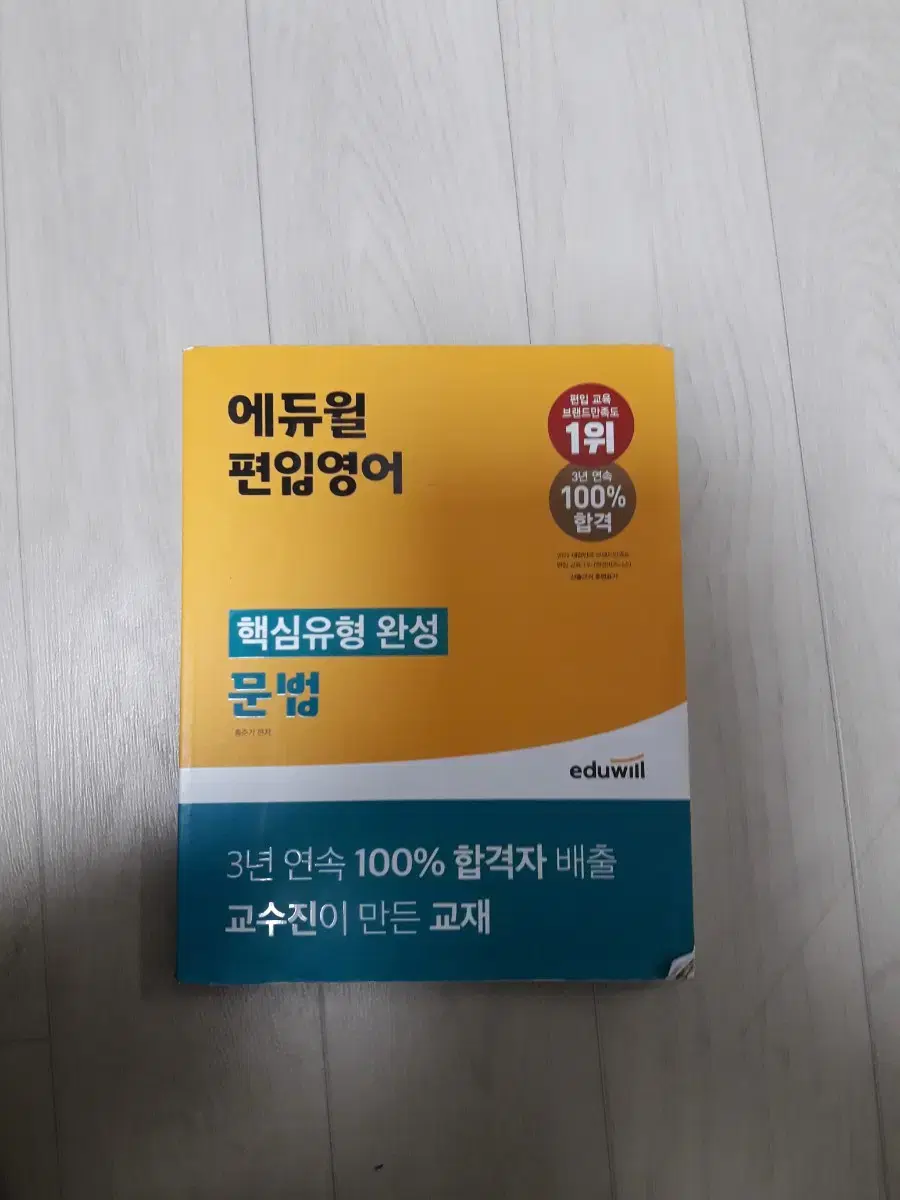 에듀윌
편입영어
편입 교육
브랜드만족도
1위
3년 연속
100%
합격
핵심유형 완성
문법
eduwill
3년 연속 100% 합격자 배출
교수진이 만든 교재